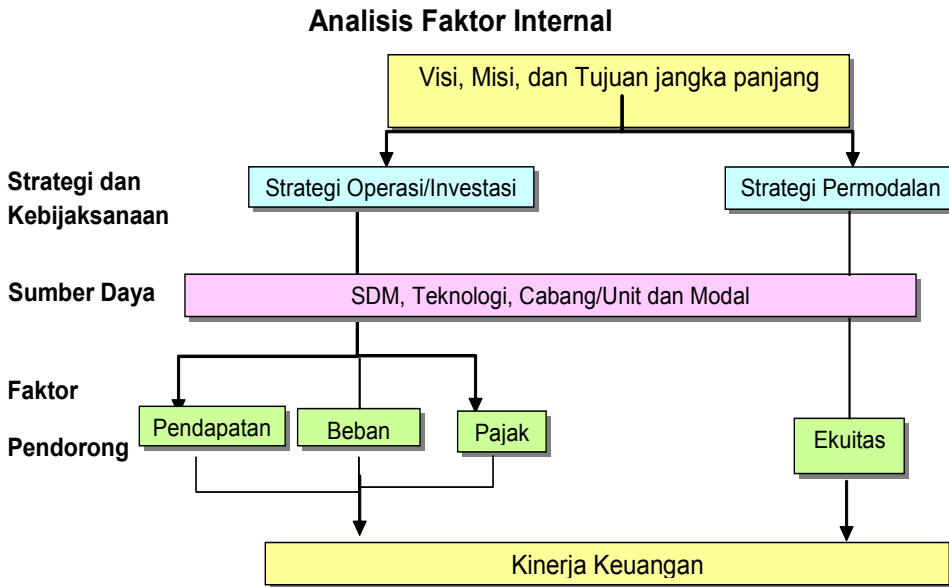 Analisis Faktor Internal
Visi, Misi, dan Tujuan jangka panjang
Strategi dan
Kebijaksanaan
Strategi Operasi/Investasi
Strategi Permodalan
Sumber Daya
SDM, Teknologi, Cabang/Unit dan Modal
Faktor
Pendorong
Pendapatan
Beban
Pajak
Ekuitas
Kinerja Keuangan